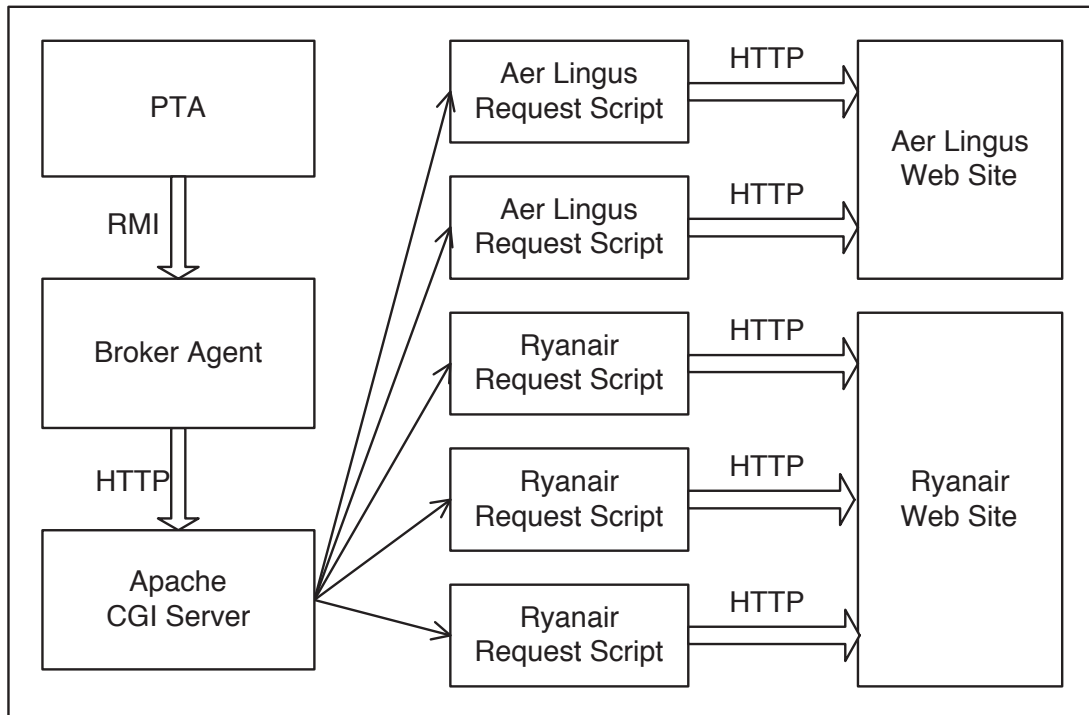 PTA
RMI
Broker Agent
HTTP
Apache
CGI Server
Aer Lingus
Request Script
HTTP
Aer Lingus
Request Script
HTTP
Aer Lingus
Web Site
Ryanair
Request Script
HTTP
Ryanair
Request Script
HTTP
Ryanair
Request Script
HTTP
Ryanair
Web Site